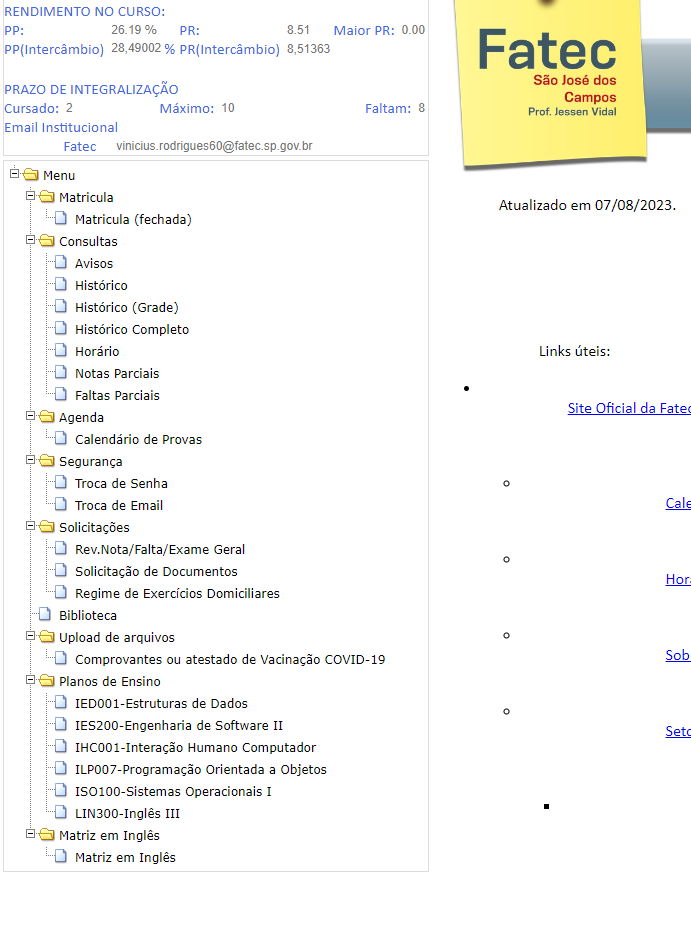 RENDIMENTO NO CURSO:
PP: 26.19 % PR: 8.51 Maior PR: 0.00
PP(Intercâmbio) 28,49002 % PR(Intercâmbio) 8,51363
PRAZO DE INTEGRALIZAÇÃO
Cursado: 2 Máximo: 10 Faltam: 8
Email Institucional
Fatec vinicius.rodrigues60@fatec.sp.gov.br
Menu
Matricula
Matricula (fechada)
Consultas
Avisos
Histórico
Histórico (Grade)
Histórico Completo
Horário
Notas Parciais
Faltas Parciais
Agenda
Calendário de Provas
Segurança
Troca de Senha
Troca de Email
Solicitações
Rev.Nota/Falta/Exame Geral
Solicitação de Documentos
Regime de Exercícios Domiciliares
Biblioteca
Upload de arquivos
Comprovantes ou atestado de Vacinação COVID-19
Planos de Ensino
IED001-Estruturas de Dados
IES200-Engenharia de Software II
IHC001-Interação Humano Computador
ILP007-Programação Orientada a Objetos
ISO100-Sistemas Operacionais I
LIN300-Inglês III
Matriz em Inglês
Matriz em Inglês
Fatec
São José dos
Campos
Prof. Jessen Vidal
Atualizado em 07/08/2023.
Links úteis:
Site Oficial da Fatec